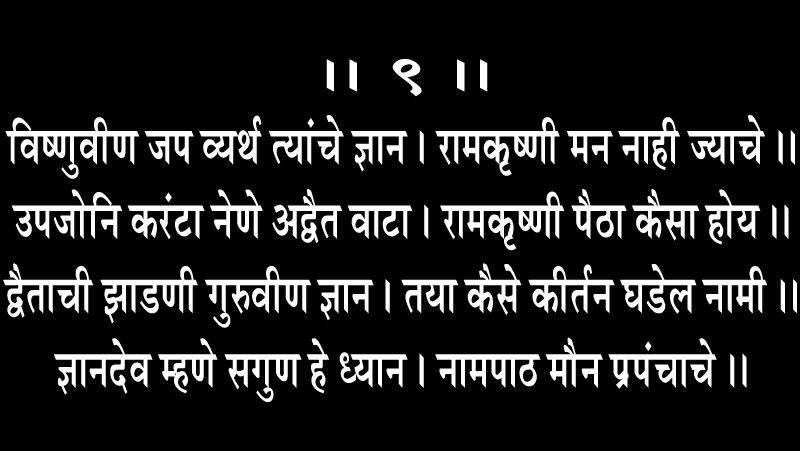 ।। ९ ।।
विष्णुवीण जप व्यर्थ त्यांचे ज्ञान । रामकृष्णी मन नाही ज्याचे ।।
उपजोनि करंटा नेणे अद्वैत वाटा । रामकृष्णी पैठा कैसा होय ।।
द्वैताची झाडणी गुरुवीण ज्ञान । तया कैसे कीर्तन घडेल नामी ।।
ज्ञानदेव म्हणे सगुण हे ध्यान । नामपाठ मौन प्रपंचाचे ।।